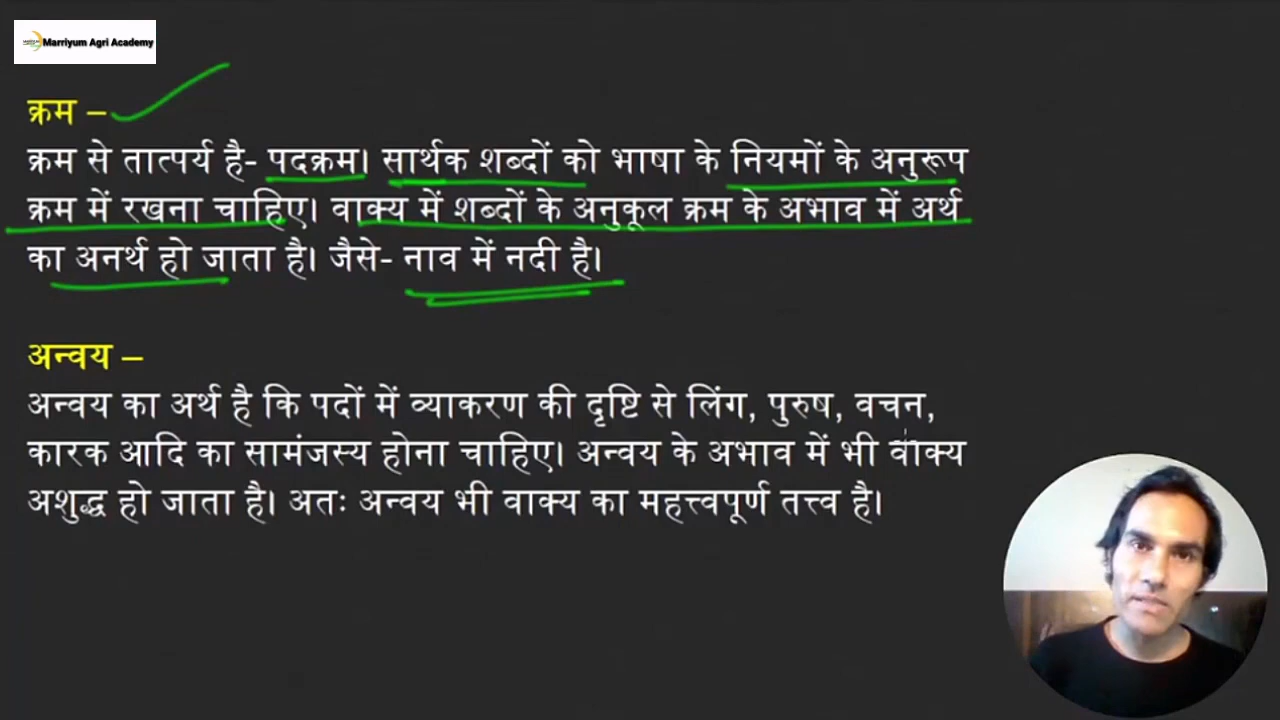 Marriyum Agri Academy
क्रम –
क्रम से तात्पर्य है- पदक्रम। सार्थक शब्दों को भाषा के नियमों के अनुरूप
क्रम में रखना चाहिए। वाक्य में शब्दों के अनुकूल क्रम के अभाव में अर्थ
का अनर्थ हो जाता है। जैसे- नाव में नदी है।
अन्वय –
अन्वय का अर्थ है कि पदों में व्याकरण की दृष्टि से लिंग, पुरुष, वचन,
कारक आदि का सामंजस्य होना चाहिए। अन्वय के अभाव में भी वाक्य
अशुद्ध हो जाता है। अतः अन्वय भी वाक्य का महत्त्वपूर्ण तत्त्व है।